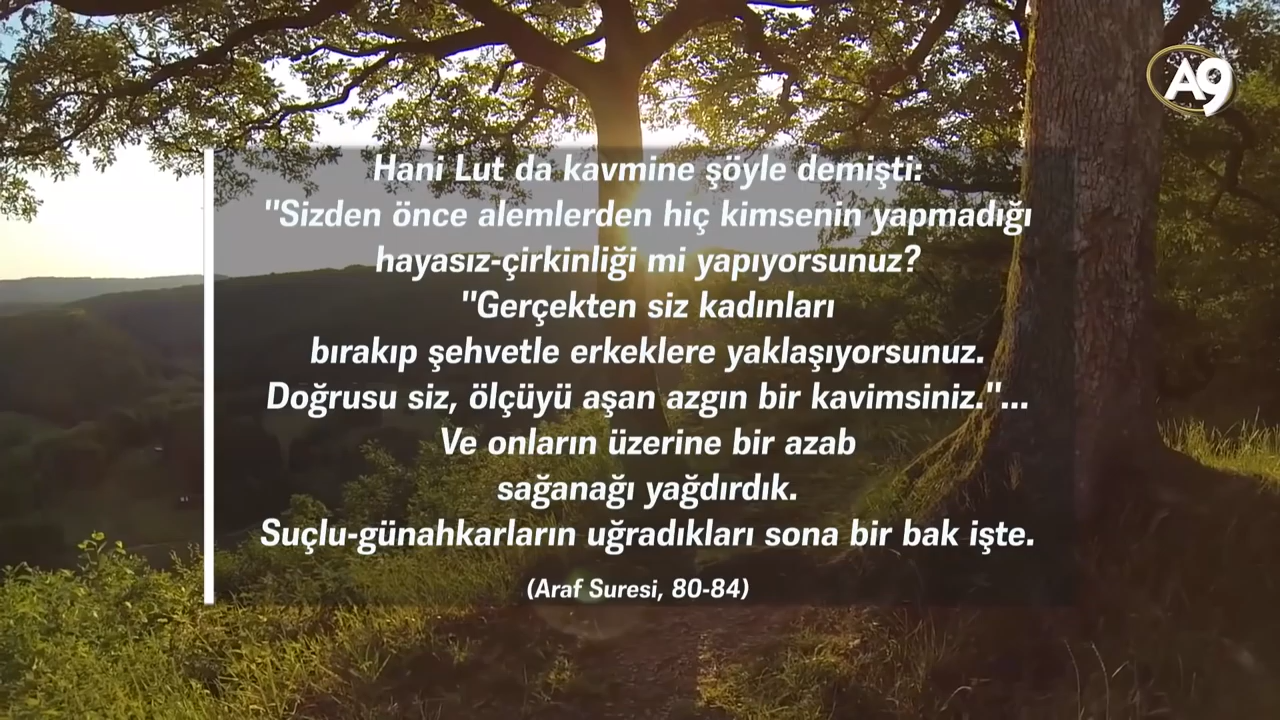 A9
Hani Lut da kavmine şöyle demişti:
"Sizden önce alemlerden hiç kimsenin yapmadığı
hayasız-çirkinliği mi yapıyorsunuz?
"Gerçekten siz kadınları
bırakıp şehvetle erkeklere yaklaşıyorsunuz.
Doğrusu siz, ölçüyü aşan azgın bir kavimsiniz."...
Ve onların üzerine bir azab
sağanağı yağdırdık.
Suçlu-günahkarların uğradıkları sona bir bak işte.
(Araf Suresi, 80-84)